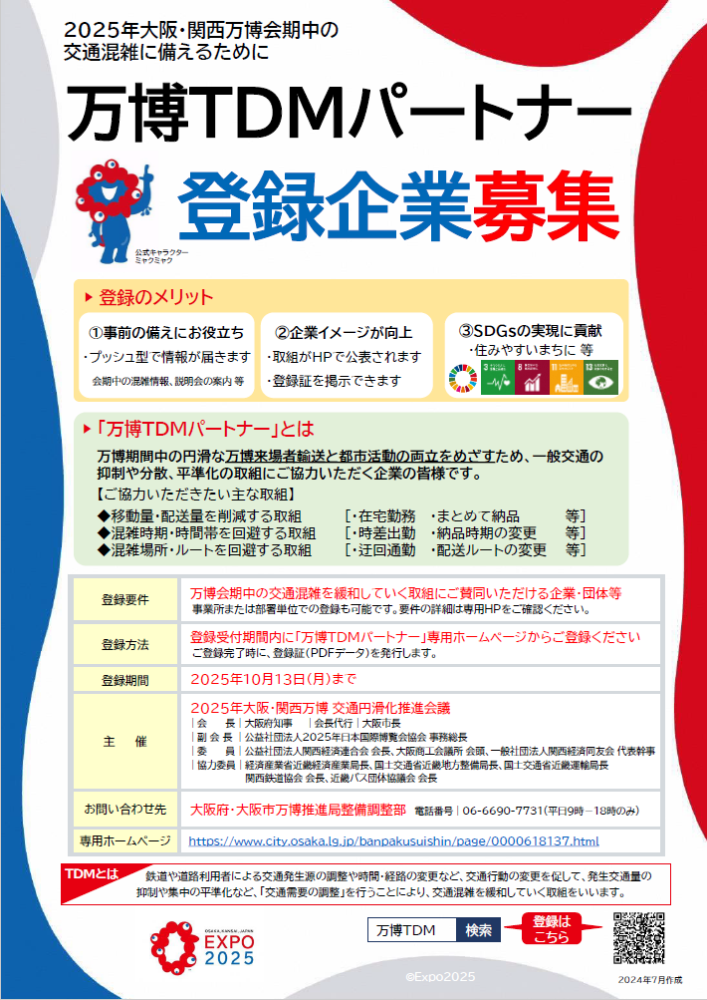 2025年大阪・関西万博会期中の
交通混雑に備えるために
万博TDMパートナー
登録企業募集
公式キャラクター
ミャクミャク
登録のメリット
①事前の備えにお役立ち
・プッシュ型で情報が届きます
会期中の混雑情報、説明会の案内 等
②企業イメージが向上
・取組がHPで公表されます
・登録証を掲示できます
③SDGsの実現に貢献
・住みやすいまちに 等
3
8
11
13
「万博TDMパートナー」とは
万博期間中の円滑な万博来場者輸送と都市活動の両立をめざすため、一般交通の
抑制や分散、平準化の取組にご協力いただく企業の皆様です。
【ご協力いただきたい主な取組】
◆移動量・配送量を削減する取組 [・在宅勤務 ・まとめて納品 等]
◆混雑時期・時間帯を回避する取組 [・時差出勤 ・納品時期の変更 等]
◆混雑場所・ルートを回避する取組 [・迂回通勤 ・配送ルートの変更 等]
登録要件
万博会期中の交通混雑を緩和していく取組にご賛同いただける企業・団体等
事業所または部署単位での登録も可能です。要件の詳細は専用HPをご確認ください。
登録方法
登録受付期間内に「万博TDMパートナー」専用ホームページからご登録ください
ご登録完了時に、登録証(PDFデータ)を発行します。
登録期間
2025年10月13日(月)まで
主 催
2025年大阪・関西万博 交通円滑化推進会議
|会 長|大阪府知事 |会長代行|大阪市長
|副 会 長|公益社団法人2025年日本国際博覧会協会 事務総長
|委 員|公益社団法人関西経済連合会 会長、大阪商工会議所 会頭、一般社団法人関西経済同友会 代表幹事
|協力委員|経済産業省近畿経済産業局長、国土交通省近畿地方整備局長、国土交通省近畿運輸局長
関西鉄道協会 会長、近畿バス団体協議会 会長
お問い合わせ先
大阪府・大阪市万博推進局整備調整部 電話番号|06-6690-7731(平日9時－18時のみ)
専用ホームページ
https://www.city.osaka.lg.jp/banpakusuishin/page/0000618137.html
TDMとは
鉄道や道路利用者による交通発生源の調整や時間・経路の変更など、交通行動の変更を促して、発生交通量の
抑制や集中の平準化など、「交通需要の調整」を行うことにより、交通混雑を緩和していく取組をいいます。
OSAKA, KANSAI, JAPAN
EXPO
2025
万博TDM 検索
登録は
こちら
©Expo2025
2024年7月作成